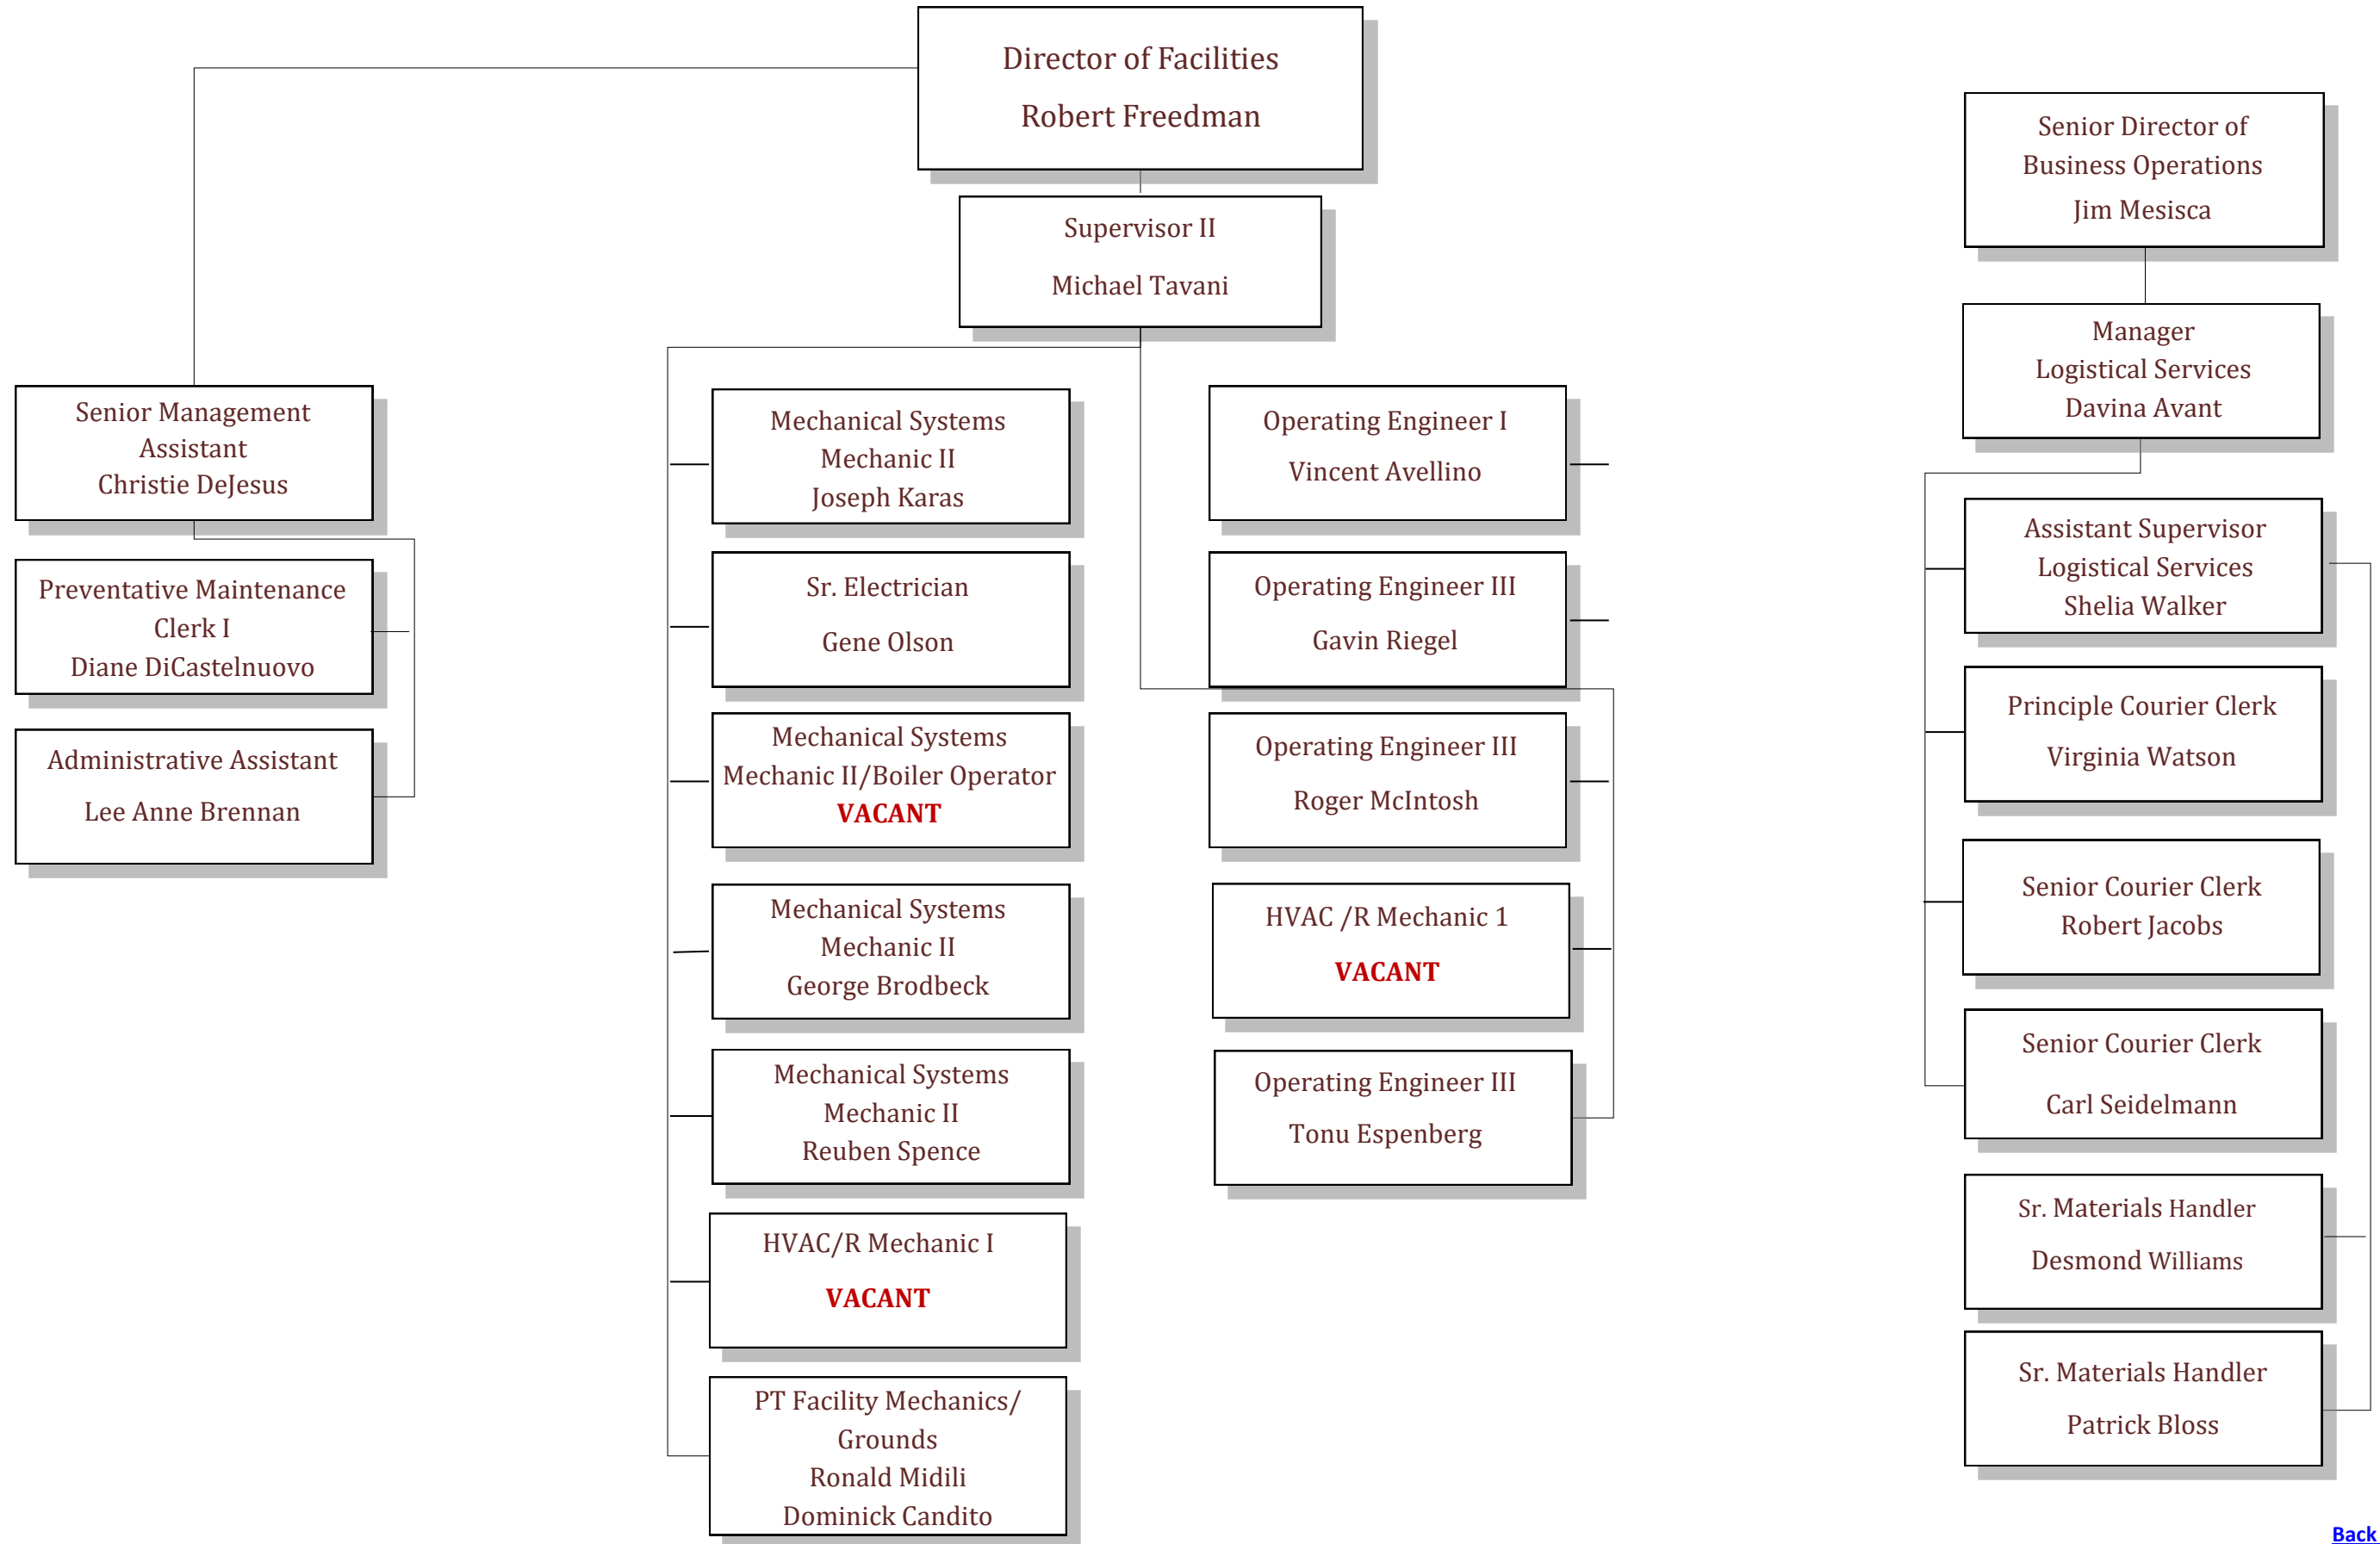 Director of Facilities
Robert Freedman
Supervisor II
Michael Tavani
Senior Management
Assistant
Christie DeJesus
Preventative Maintenance
Clerk I
Diane DiCastelnuovo
Administrative Assistant
Lee Anne Brennan
Mechanical Systems
Mechanic II
Joseph Karas
Sr. Electrician
Gene Olson
Mechanical Systems
Mechanic II/Boiler Operator
VACANT
Mechanical Systems
Mechanic II
George Brodbeck
Mechanical Systems
Mechanic II
Reuben Spence
HVAC/R Mechanic I
VACANT
PT Facility Mechanics/
Grounds
Ronald Midili
Dominick Candito
Operating Engineer I
Vincent Avellino
Operating Engineer III
Gavin Riegel
Operating Engineer III
Roger McIntosh
HVAC /R Mechanic 1
VACANT
Operating Engineer III
Tonu Espenberg
Senior Director of
Business Operations
Jim Mesisca
Manager
Logistical Services
Davina Avant
Assistant Supervisor
Logistical Services
Shelia Walker
Principle Courier Clerk
Virginia Watson
Senior Courier Clerk
Robert Jacobs
Senior Courier Clerk
Carl Seidelmann
Sr. Materials Handler
Desmond Williams
Sr. Materials Handler
Patrick Bloss
Back